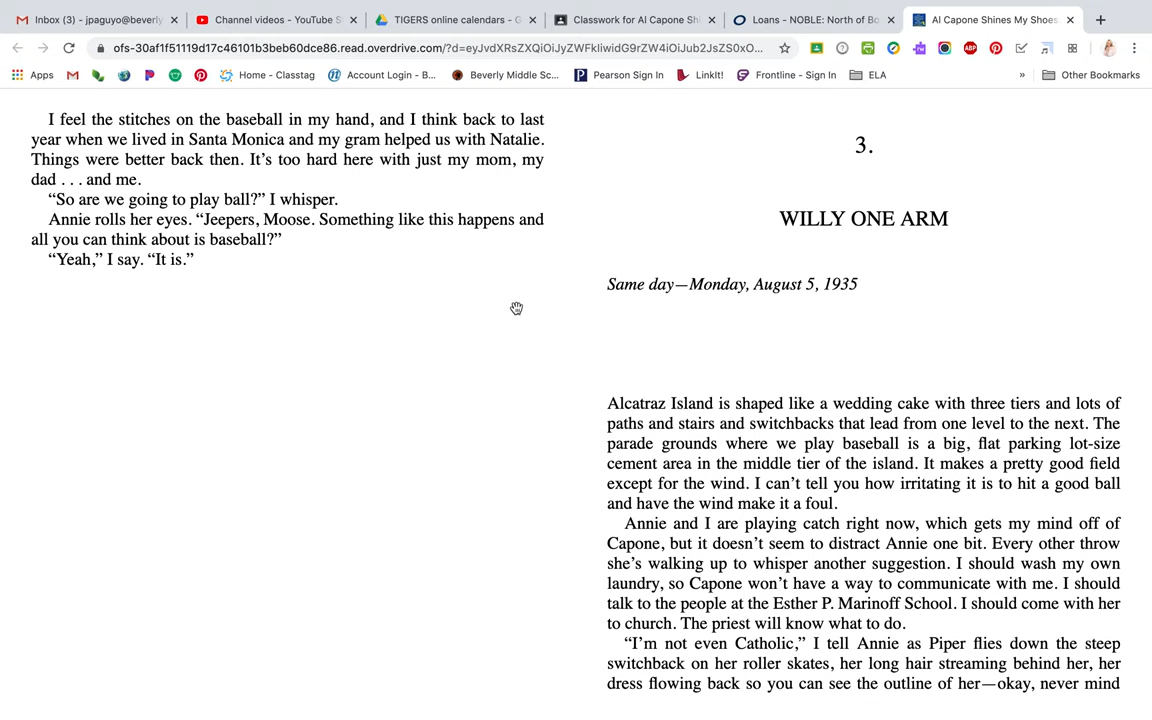 Inbox (3) - jpaguyo@beverly
Channel videos - YouTube S
TIGERS online calendars - G
Classwork for Al Capone Sh
Loans - NOBLE: North of Bo
Al Capone Shines My Shoes
ofs-30af1f51119d17c46101b3beb60dce86.read.overdrive.com/?d=eyJvdXRsZXQiOiJyZWFkIiwidG9rZW4iOiJub2JsZS0xO...
Apps
Home - Classtag
Account Login - B...
Beverly Middle Sc...
Pearson Sign In
LinkIt!
Frontline - Sign In
ELA
»
Other Bookmarks
I feel the stitches on the baseball in my hand, and I think back to last
year when we lived in Santa Monica and my gram helped us with Natalie.
Things were better back then. It’s too hard here with just my mom, my
dad . . . and me.
“So are we going to play ball?” I whisper.
Annie rolls her eyes. “Jeepers, Moose. Something like this happens and
all you can think about is baseball?”
“Yeah,” I say. “It is.”
3.
WILLY ONE ARM
Same day—Monday, August 5, 1935
Alcatraz Island is shaped like a wedding cake with three tiers and lots of
paths and stairs and switchbacks that lead from one level to the next. The
parade grounds where we play baseball is a big, flat parking lot-size
cement area in the middle tier of the island. It makes a pretty good field
except for the wind. I can’t tell you how irritating it is to hit a good ball
and have the wind make it a foul.
Annie and I are playing catch right now, which gets my mind off of
Capone, but it doesn’t seem to distract Annie one bit. Every other throw
she’s walking up to whisper another suggestion. I should wash my own
laundry, so Capone won’t have a way to communicate with me. I should
talk to the people at the Esther P. Marinoff School. I should come with her
to church. The priest will know what to do.
“I’m not even Catholic,” I tell Annie as Piper flies down the steep
switchback on her roller skates, her long hair streaming behind her, her
dress flowing back so you can see the outline of her—okay, never mind